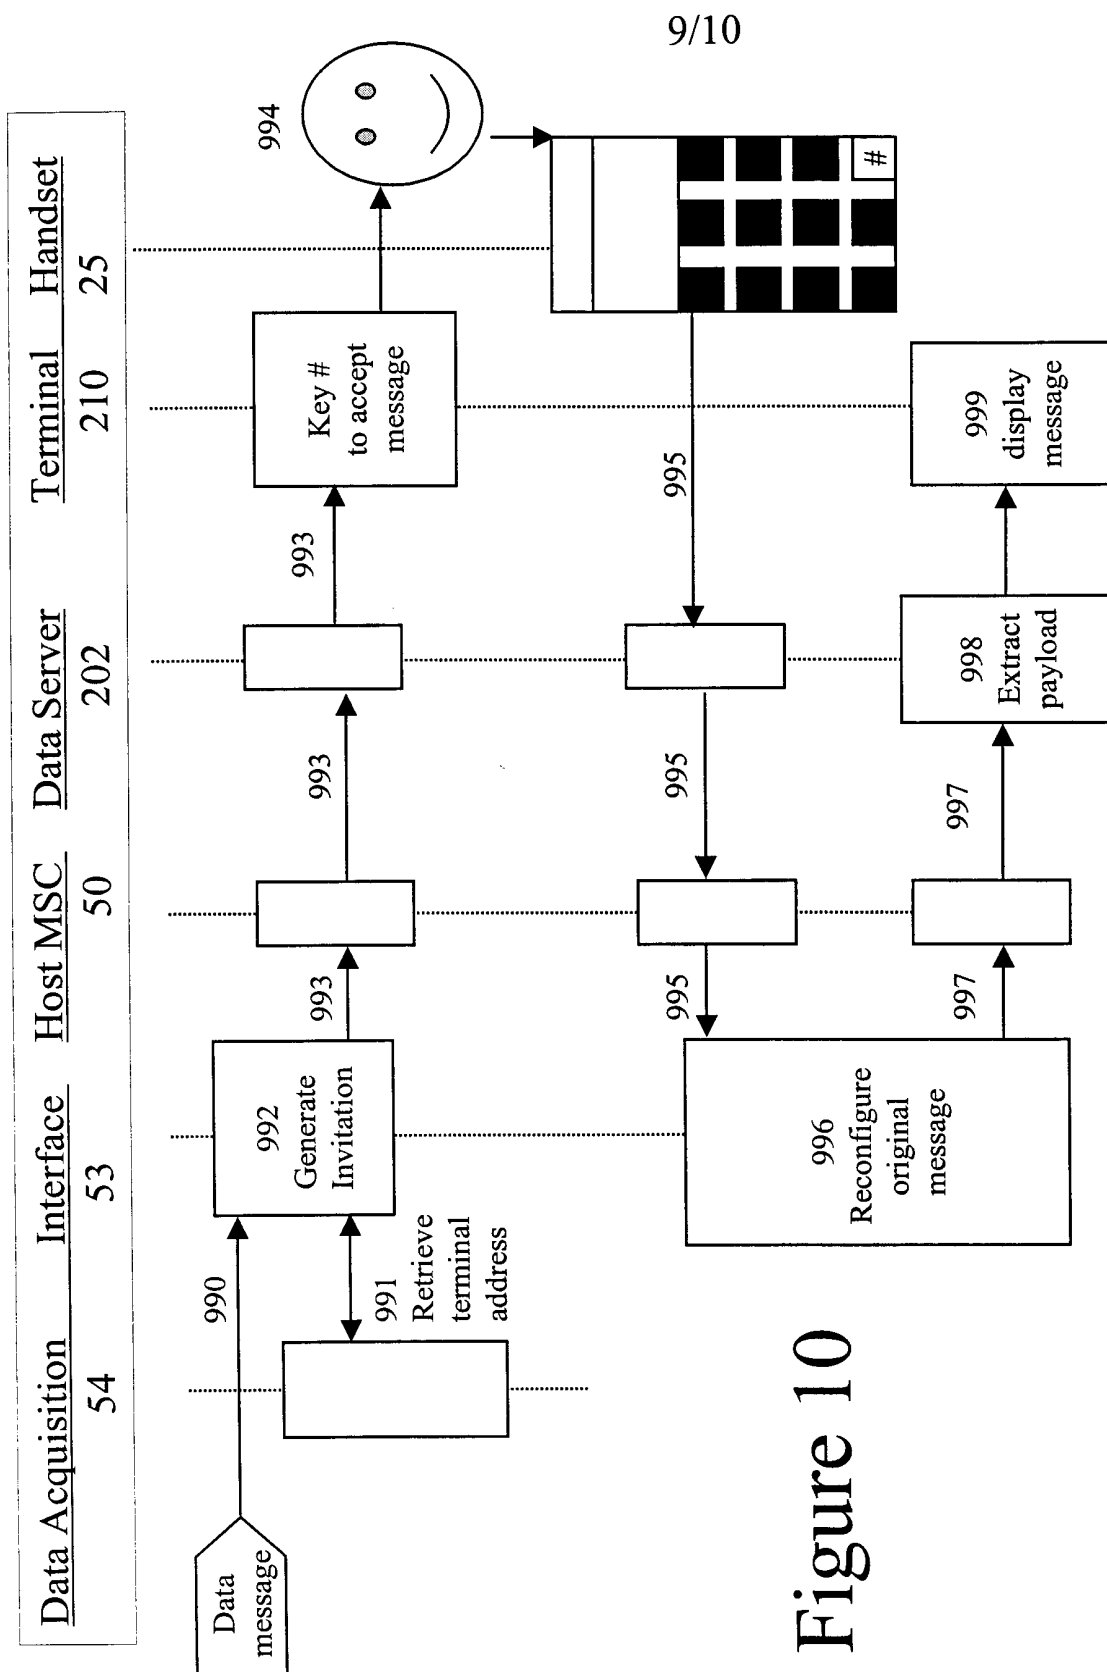 9/10
Data Acquisition Interface Host MSC Data Server Terminal Handset
54 53 50 202 210 25
Data
message
990
991
Retrieve
terminal
address
992
Generate
Invitation
993
993
993
Key #
to accept
message
994
#
995
995
995
996
Reconfigure
original
message
997
997
998
Extract
payload
999
display
message
Figure 10